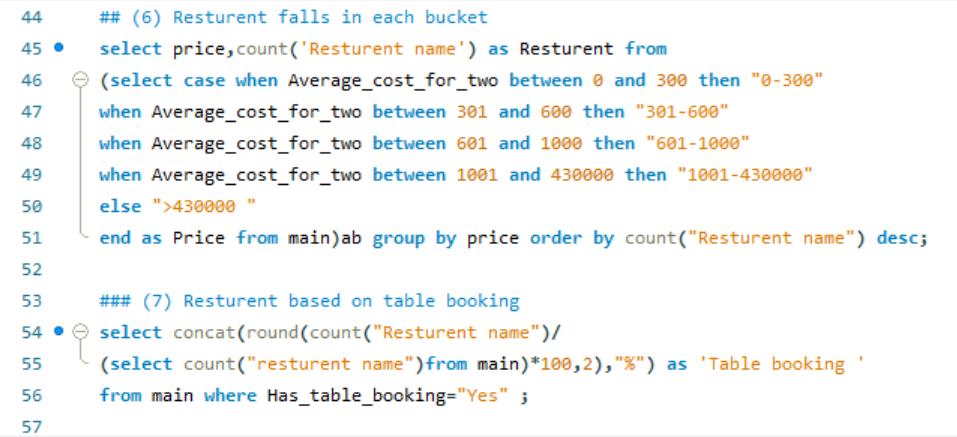 44 ## (6) Resturent falls in each bucket
45 select price,count('Resturent name') as Resturent from
46 (select case when Average_cost_for_two between 0 and 300 then "0-300"
47 when Average_cost_for_two between 301 and 600 then "301-600"
48 when Average_cost_for_two between 601 and 1000 then "601-1000"
49 when Average_cost_for_two between 1001 and 430000 then "1001-430000"
50 else ">430000 "
51 end as Price from main)ab group by price order by count("Resturent name") desc;
52
53 ### (7) Resturent based on table booking
54 select concat(round(count("Resturent name")/
55 (select count("resturent name")from main)*100,2),"%") as 'Table booking '
56 from main where Has_table_booking="Yes" ;
57